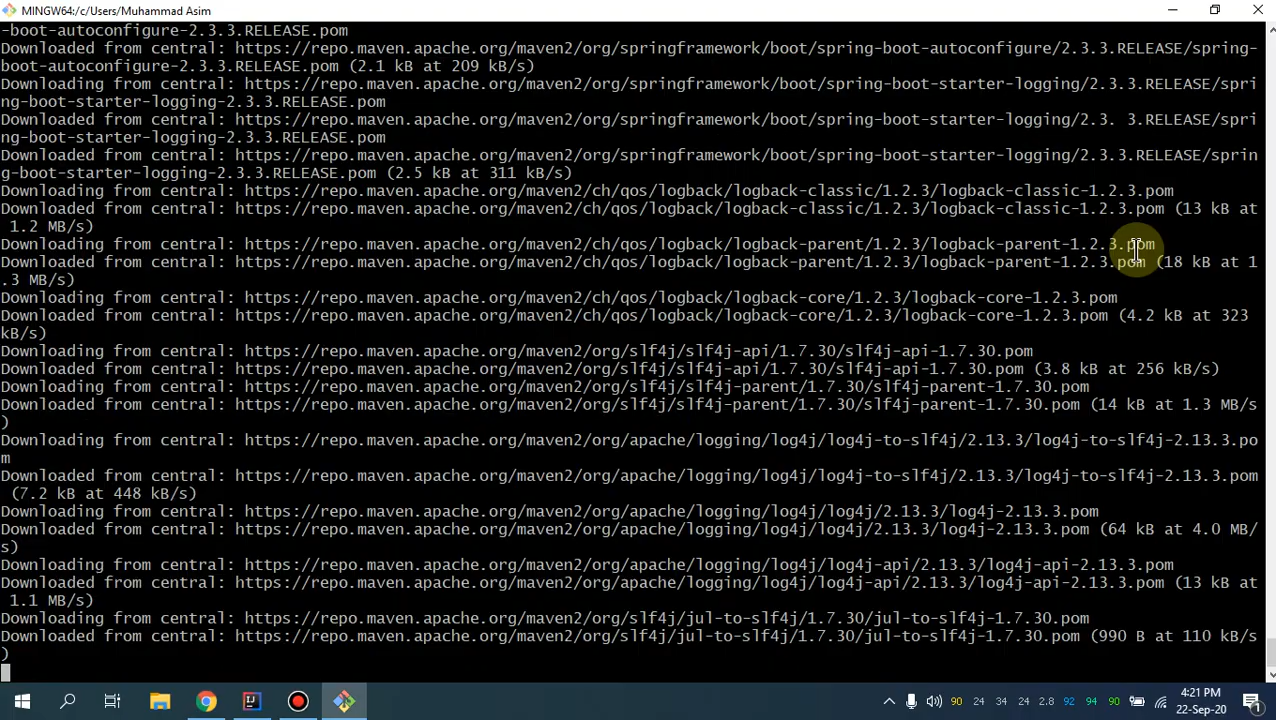 MINGW64:/c/Users/Muhammad Asim
-boot-autoconfigure-2.3.3.RELEASE.pom
Downloaded from central: https://repo.maven.apache.org/maven2/org/springframework/boot/spring-boot-autoconfigure/2.3.3.RELEASE/spring-
boot-autoconfigure-2.3.3.RELEASE.pom (2.1 kB at 209 kB/s)
Downloading from central: https://repo.maven.apache.org/maven2/org/springframework/boot/spring-boot-starter-logging/2.3.3.RELEASE/spri
ng-boot-starter-logging-2.3.3.RELEASE.pom
Downloading from central: https://repo.maven.apache.org/maven2/org/springframework/boot/spring-boot-starter-logging/2.3. 3.RELEASE/spri
ng-boot-starter-logging-2.3.3.RELEASE.pom
Downloaded from central: https://repo.maven.apache.org/maven2/org/springframework/boot/spring-boot-starter-logging/2.3.3.RELEASE/sprin
g-boot-starter-logging-2.3.3.RELEASE.pom (2.5 kB at 311 kB/s)
Downloading from central: https://repo.maven.apache.org/maven2/ch/qos/logback/logback-classic/1.2.3/logback-classic-1.2.3.pom
Downloaded from central: https://repo.maven.apache.org/maven2/ch/qos/logback/logback-classic/1.2.3/logback-classic-1.2.3.pom (13 kB at
1.2 MB/s)
Downloading from central: https://repo.maven.apache.org/maven2/ch/qos/logback/logback-parent/1.2.3/logback-parent-1.2.3.pom
Downloaded from central: https://repo.maven.apache.org/maven2/ch/qos/logback/logback-parent/1.2.3/logback-parent-1.2.3.pom (18 kB at 1
.3 MB/s)
Downloading from central: https://repo.maven.apache.org/maven2/ch/qos/logback/logback-core/1.2.3/logback-core-1.2.3.pom
Downloaded from central: https://repo.maven.apache.org/maven2/ch/qos/logback/logback-core/1.2.3/logback-core-1.2.3.pom (4.2 kB at 323
kB/s)
Downloading from central: https://repo.maven.apache.org/maven2/org/slf4j/slf4j-api/1.7.30/slf4j-api-1.7.30.pom
Downloaded from central: https://repo.maven.apache.org/maven2/org/slf4j/slf4j-api/1.7.30/slf4j-api-1.7.30.pom (3.8 kB at 256 kB/s)
Downloading from central: https://repo.maven.apache.org/maven2/org/slf4j/slf4j-parent/1.7.30/slf4j-parent-1.7.30.pom
Downloaded from central: https://repo.maven.apache.org/maven2/org/slf4j/slf4j-parent/1.7.30/slf4j-parent-1.7.30.pom (14 kB at 1.3 MB/s
)
Downloading from central: https://repo.maven.apache.org/maven2/org/apache/logging/log4j/log4j-to-slf4j/2.13.3/log4j-to-slf4j-2.13.3.po
m
Downloaded from central: https://repo.maven.apache.org/maven2/org/apache/logging/log4j/log4j-to-slf4j/2.13.3/log4j-to-slf4j-2.13.3.pom
(7.2 kB at 448 kB/s)
Downloading from central: https://repo.maven.apache.org/maven2/org/apache/logging/log4j/log4j/2.13.3/log4j-2.13.3.pom
Downloaded from central: https://repo.maven.apache.org/maven2/org/apache/logging/log4j/log4j/2.13.3/log4j-2.13.3.pom (64 kB at 4.0 MB/
s)
Downloading from central: https://repo.maven.apache.org/maven2/org/apache/logging/log4j/log4j-api/2.13.3/log4j-api-2.13.3.pom
Downloaded from central: https://repo.maven.apache.org/maven2/org/apache/logging/log4j/log4j-api/2.13.3/log4j-api-2.13.3.pom (13 kB at
1.1 MB/s)
Downloading from central: https://repo.maven.apache.org/maven2/org/slf4j/jul-to-slf4j/1.7.30/jul-to-slf4j-1.7.30.pom
Downloaded from central: https://repo.maven.apache.org/maven2/org/slf4j/jul-to-slf4j/1.7.30/jul-to-slf4j-1.7.30.pom (990 B at 110 kB/s
)
90 24 34 24 2.8 92 94 90
4:21 PM
22-Sep-20
1